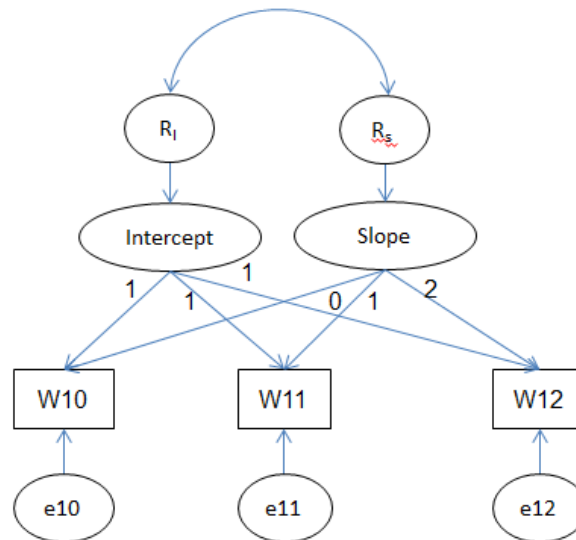 R_I R_s
Intercept Slope
1 1 1 0 1 2
W10 W11 W12
e10 e11 e12